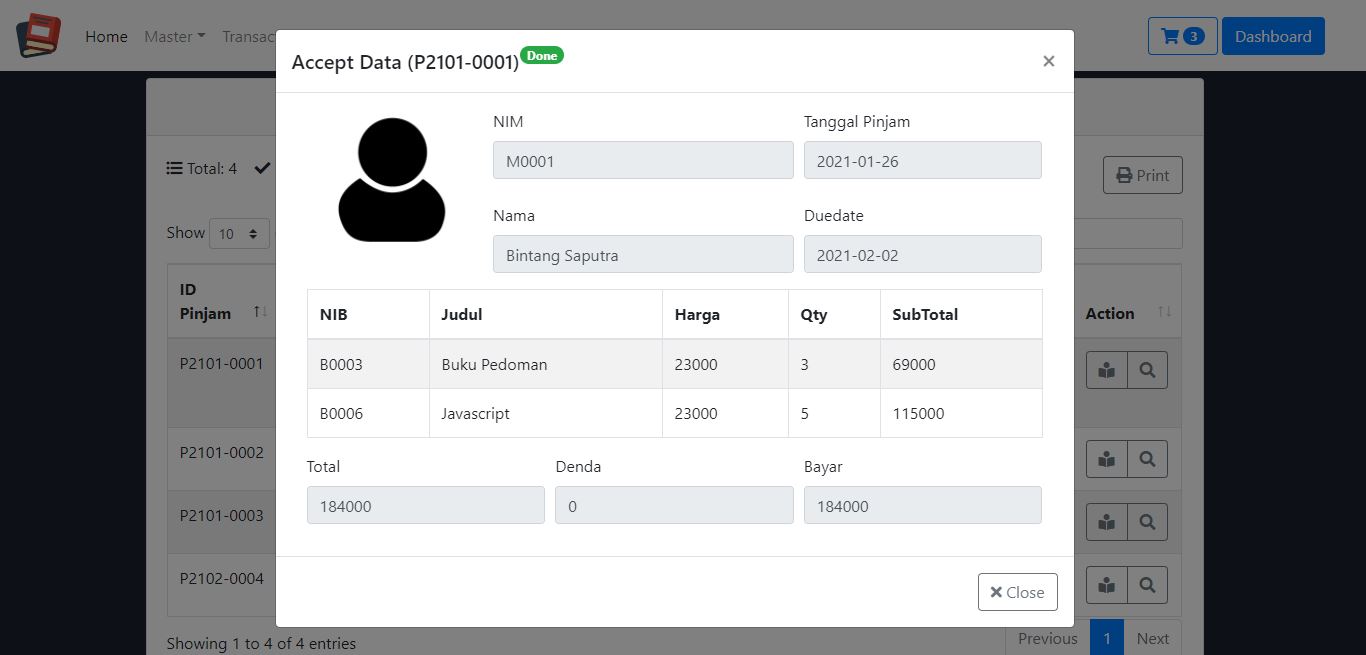 Home Master Transac 3 Dashboard
Accept Data (P2101-0001) Done ×
NIM Tanggal Pinjam
M0001 2021-01-26
Nama Duedate
Bintang Saputra 2021-02-02
NIB Judul Harga Qty SubTotal
B0003 Buku Pedoman 23000 3 69000
B0006 Javascript 23000 5 115000
Total Denda Bayar
184000 0 184000
Close
Total: 4
Print
Show 10
ID
Pinjam Action
P2101-0001
P2101-0002
P2101-0003
P2102-0004
Showing 1 to 4 of 4 entries
Previous 1 Next